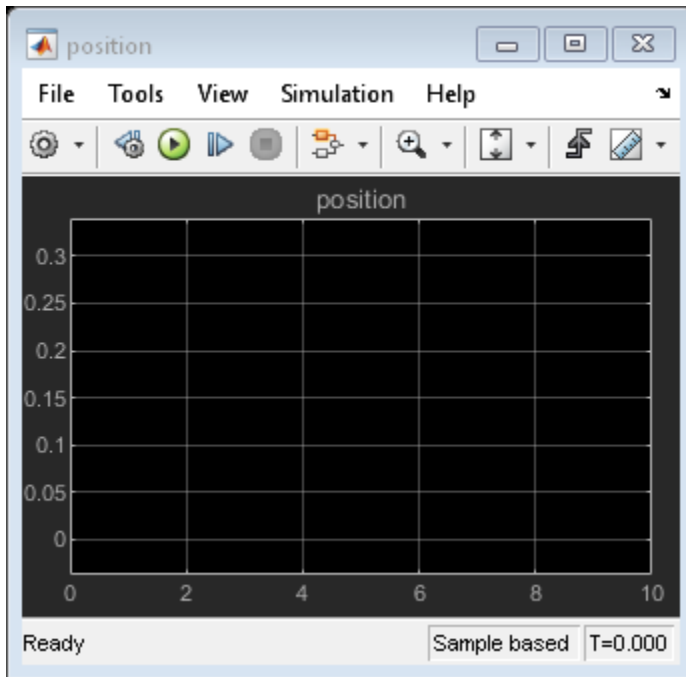 position
File Tools View Simulation Help
position
0.3
0.25
0.2
0.15
0.1
0.05
0
0 2 4 6 8 10
Ready Sample based T=0.000